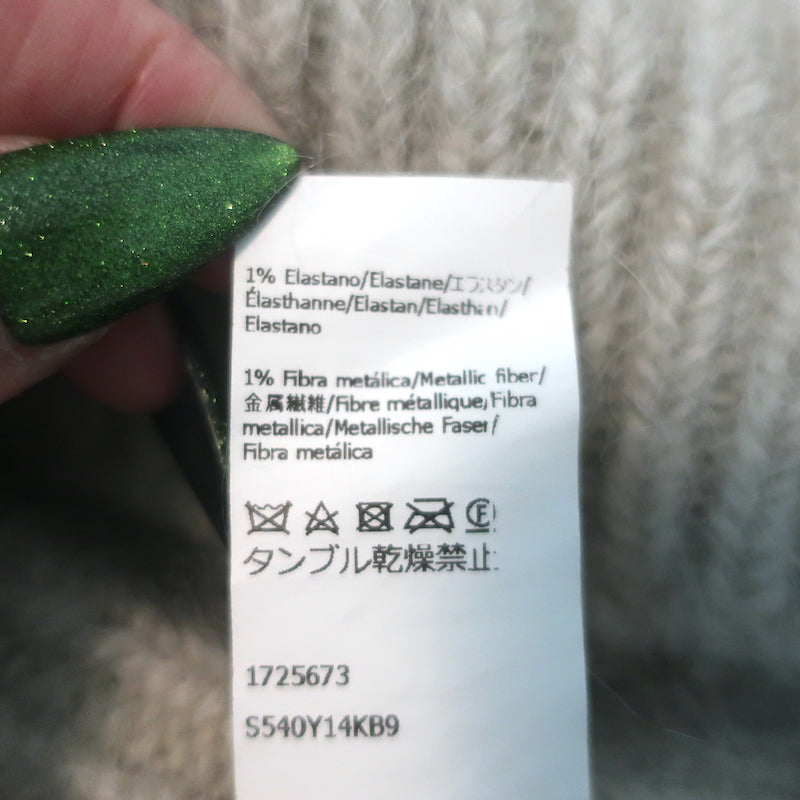 1% Elastano/Elastane/エラスタン/
Élasthanne/Elastan/Elasthan/
Elastano
1% Fibra metálica/Metallic fiber/
金属繊維/Fibre métallique/Fibra
metallica/Metallische Faser/
Fibra metálica
タンブル乾燥禁止
1725673
S540Y14KB9